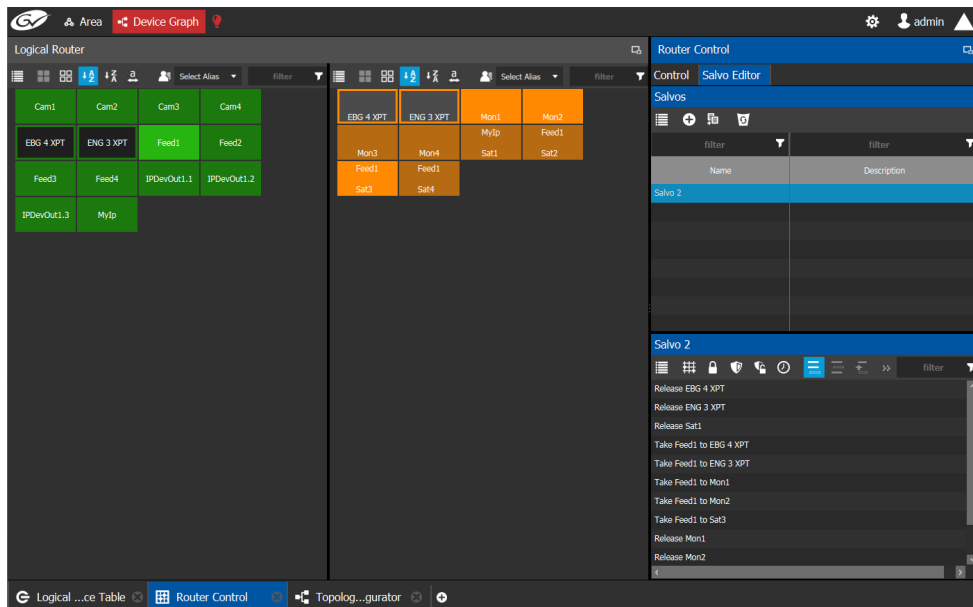 GV Area Device Graph admin
Logical Router
Select Alias filter
Select Alias filter
Cam1 Cam2 Cam3 Cam4
EBG 4 XPT ENG 3 XPT Feed1 Feed2
Feed3 Feed4 IPDevOut1.1 IPDevOut1.2
IPDevOut1.3 MyIp
EBG 4 XPT ENG 3 XPT Mon1 Mon2
MyIp Feed1
Mon3 Mon4 Sat1 Sat2
Feed1 Feed1
Sat3 Sat4
Router Control
Control Salvo Editor
Salvos
filter filter
Name Description
Salvo 2
Salvo 2
filter
Release EBG 4 XPT
Release ENG 3 XPT
Release Sat1
Take Feed1 to EBG 4 XPT
Take Feed1 to ENG 3 XPT
Take Feed1 to Mon1
Take Feed1 to Mon2
Take Feed1 to Sat3
Release Mon1
Release Mon2
Logical ...ce Table Router Control Topolog...gurator